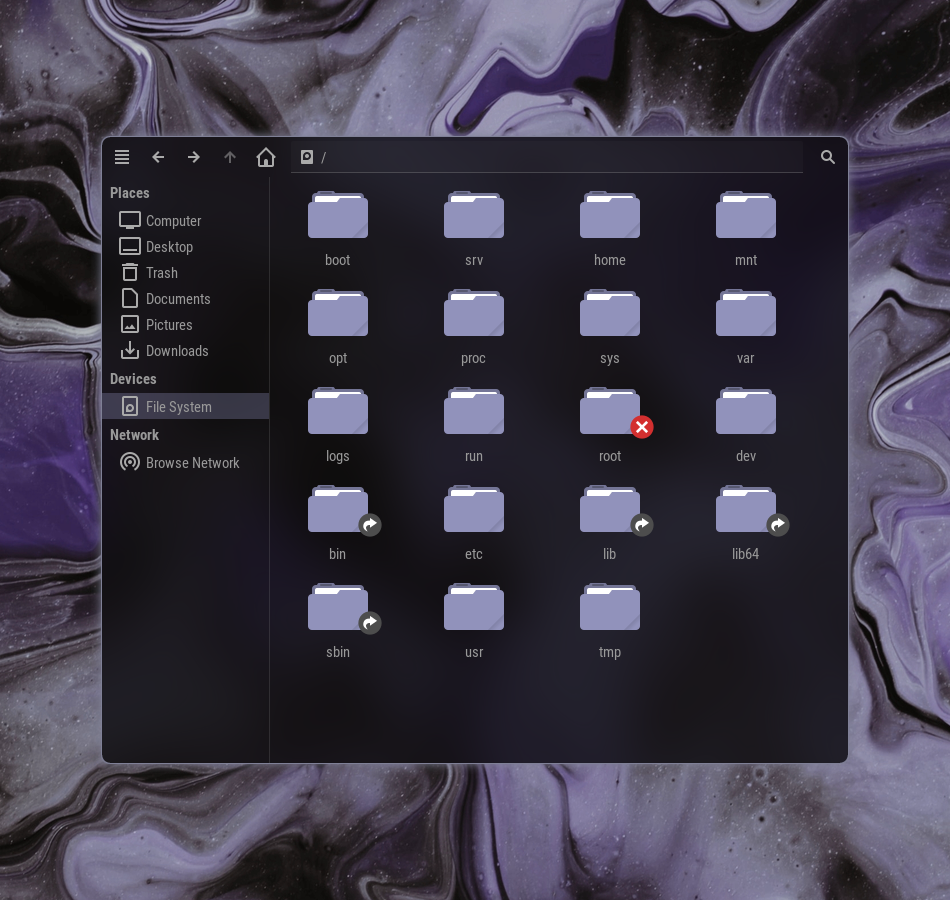 /
Places
Computer
Desktop
Trash
Documents
Pictures
Downloads
Devices
File System
Network
Browse Network
boot srv home mnt
opt proc sys var
logs run root dev
bin etc lib lib64
sbin usr tmp